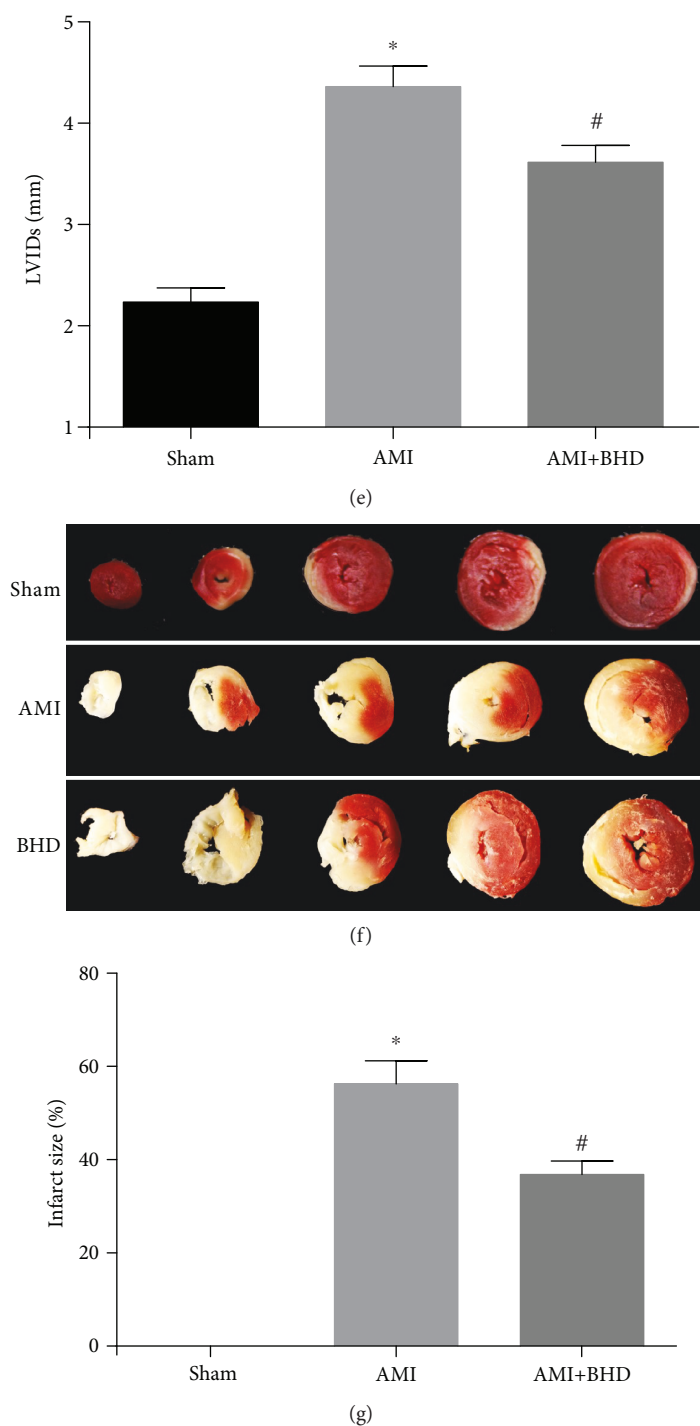 5
4
3
2
1
LVIDs (mm)
*
#
Sham
AMI
AMI+BHD
(e)
Sham
AMI
BHD
(f)
80
60
40
20
0
Infarct size (%)
*
#
Sham
AMI
AMI+BHD
(g)